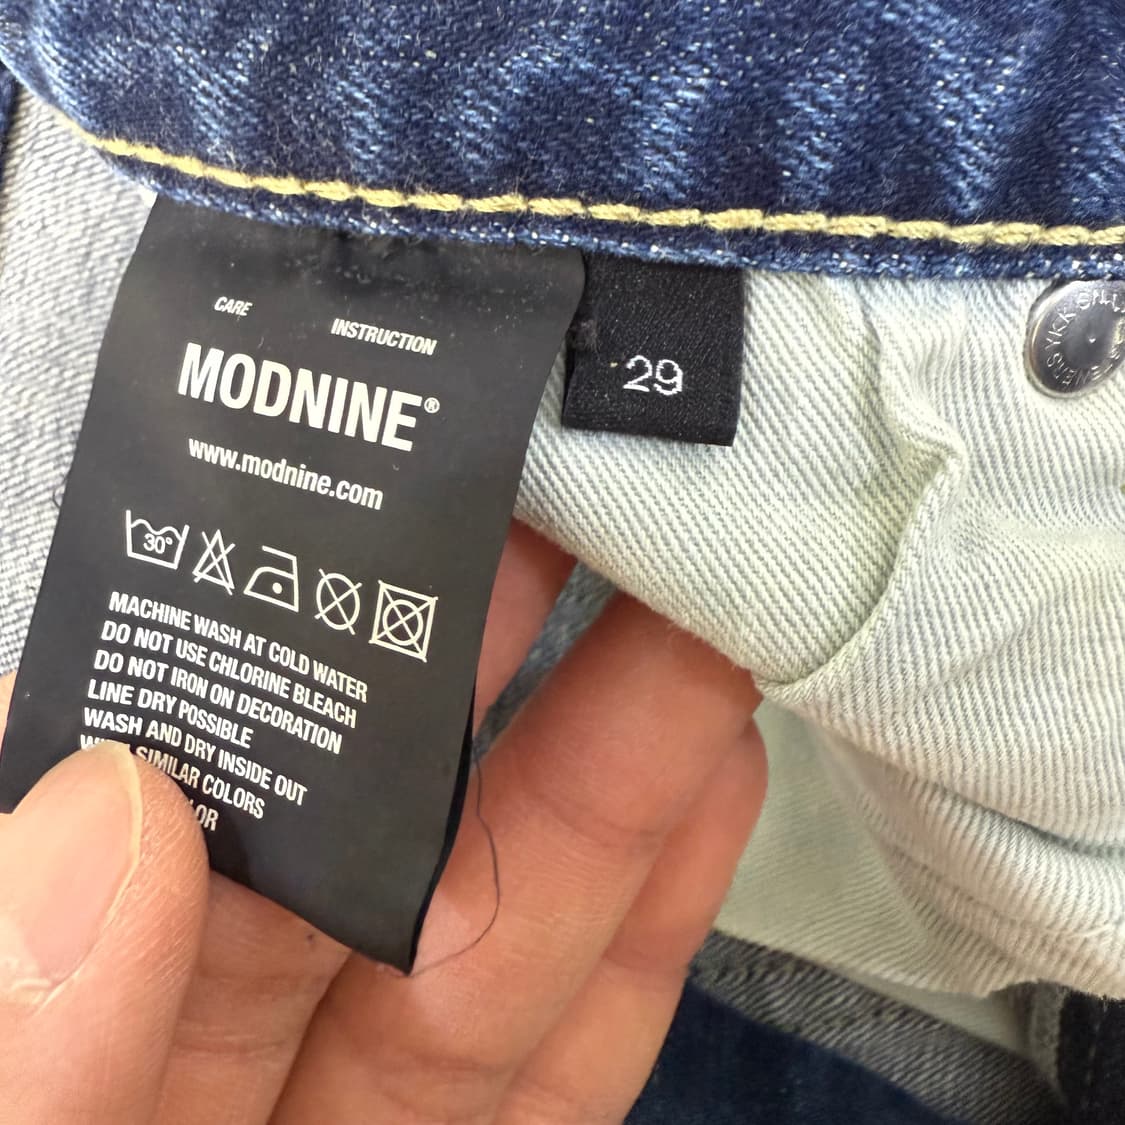 CARE INSTRUCTION
MODNINE®
www.modnine.com
29
30°
MACHINE WASH AT COLD WATER
DO NOT USE CHLORINE BLEACH
DO NOT IRON ON DECORATION
LINE DRY POSSIBLE
WASH AND DRY INSIDE OUT
SIMILAR COLORS
YKK